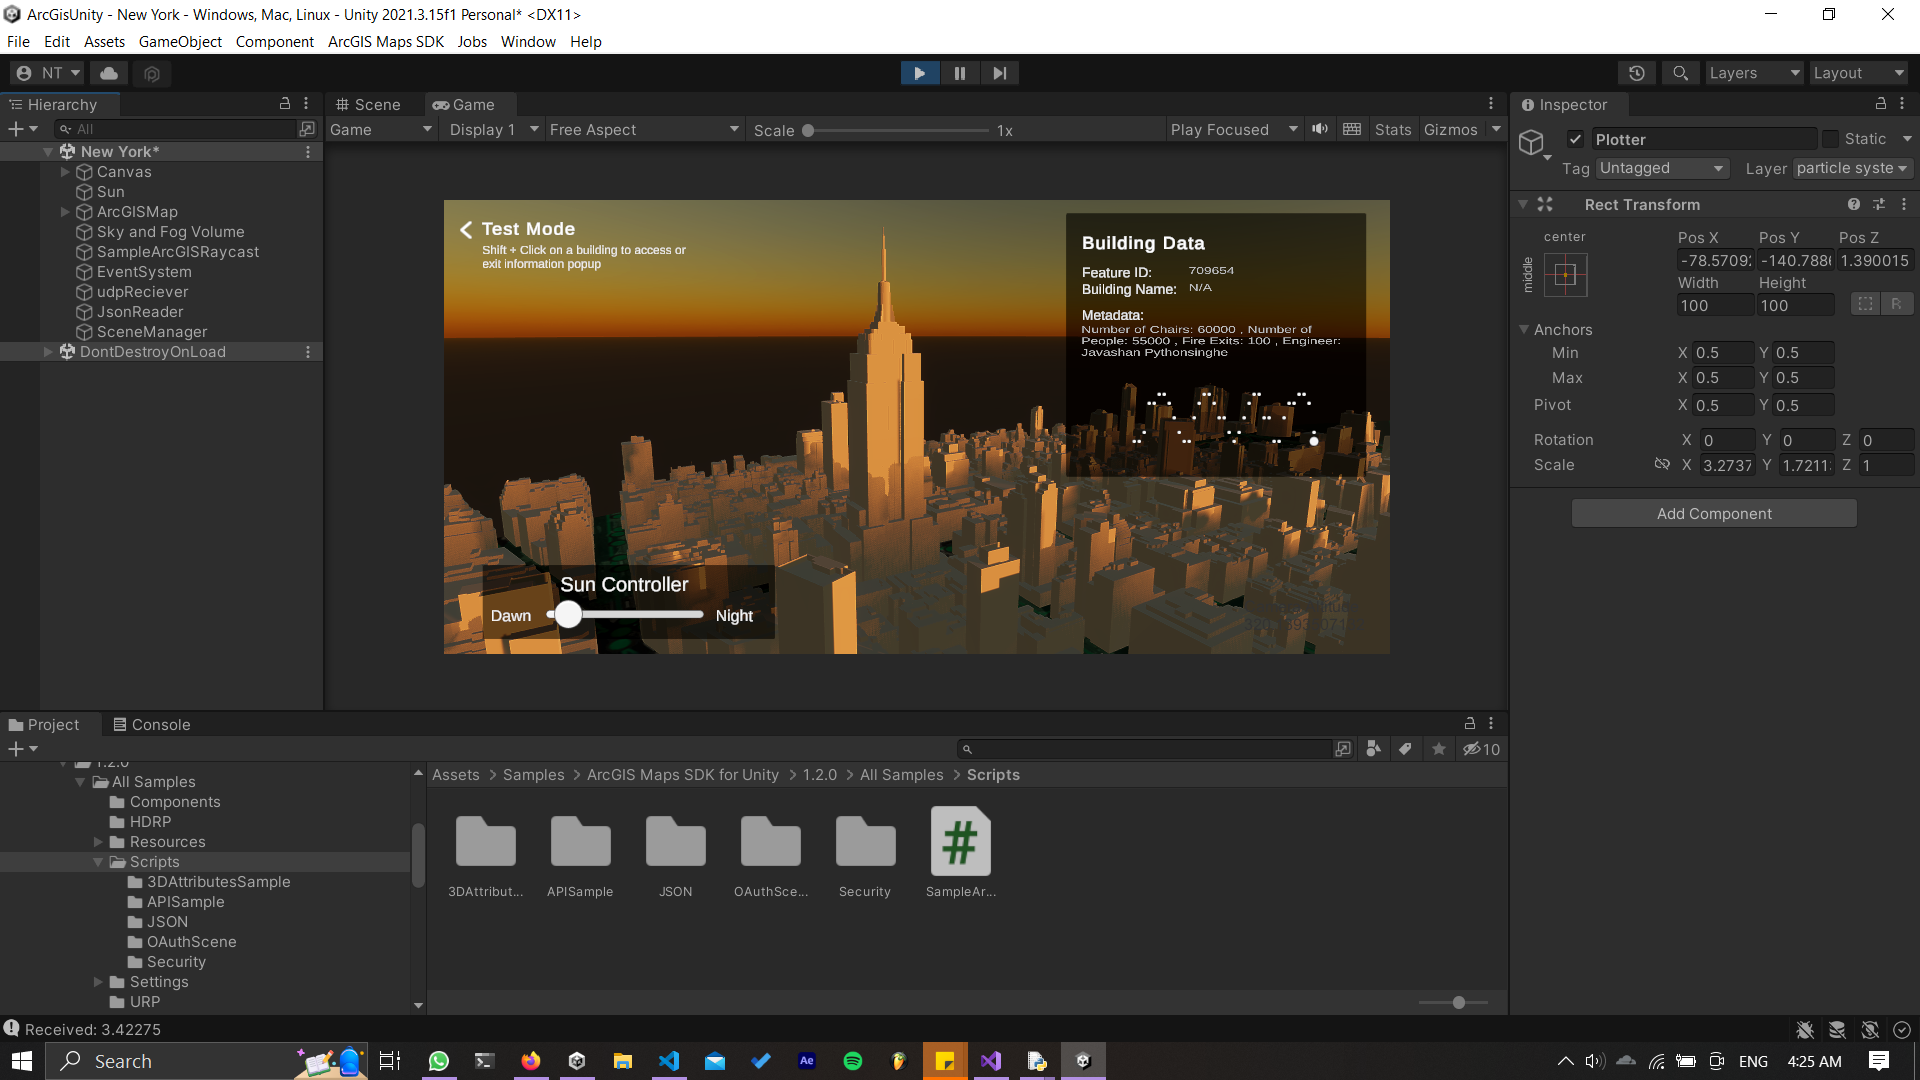 ArcGisUnity - New York - Windows, Mac, Linux - Unity 2021.3.15f1 Personal* <DX11>
File Edit Assets GameObject Component ArcGIS Maps SDK Jobs Window Help
NT Layers Layout
Hierarchy
All
New York*
Canvas
Sun
ArcGISMap
Sky and Fog Volume
SampleArcGISRaycast
EventSystem
udpReciever
JsonReader
SceneManager
DontDestroyOnLoad
Scene Game
Game Display 1 Free Aspect Scale 1x Play Focused Stats Gizmos
Test Mode
Shift + Click on a building to access or
exit information popup
Building Data
Feature ID: 709654
Building Name: N/A
Metadata:
Number of Chairs: 60000 , Number of
People: 55000 , Fire Exits: 100 , Engineer:
Javashan Pythonsinghe
Sun Controller
Dawn Night
Inspector
Plotter Static
Tag Untagged Layer particle syste
Rect Transform
center
middle
Pos X Pos Y Pos Z
-78.5709 -140.788 1.390015
Width Height
100 100
R
Anchors
Min X 0.5 Y 0.5
Max X 0.5 Y 0.5
Pivot X 0.5 Y 0.5
Rotation X 0 Y 0 Z 0
Scale X 3.2737 Y 1.7211 Z 1
Add Component
Project Console
10
1.2.0
All Samples
Components
HDRP
Resources
Scripts
3DAttributesSample
APISample
JSON
OAuthScene
Security
Settings
URP
Assets > Samples > ArcGIS Maps SDK for Unity > 1.2.0 > All Samples > Scripts
3DAttribut... APISample JSON OAuthSce... Security SampleAr...
Received: 3.42275
Search
Ae
ENG 4:25 AM